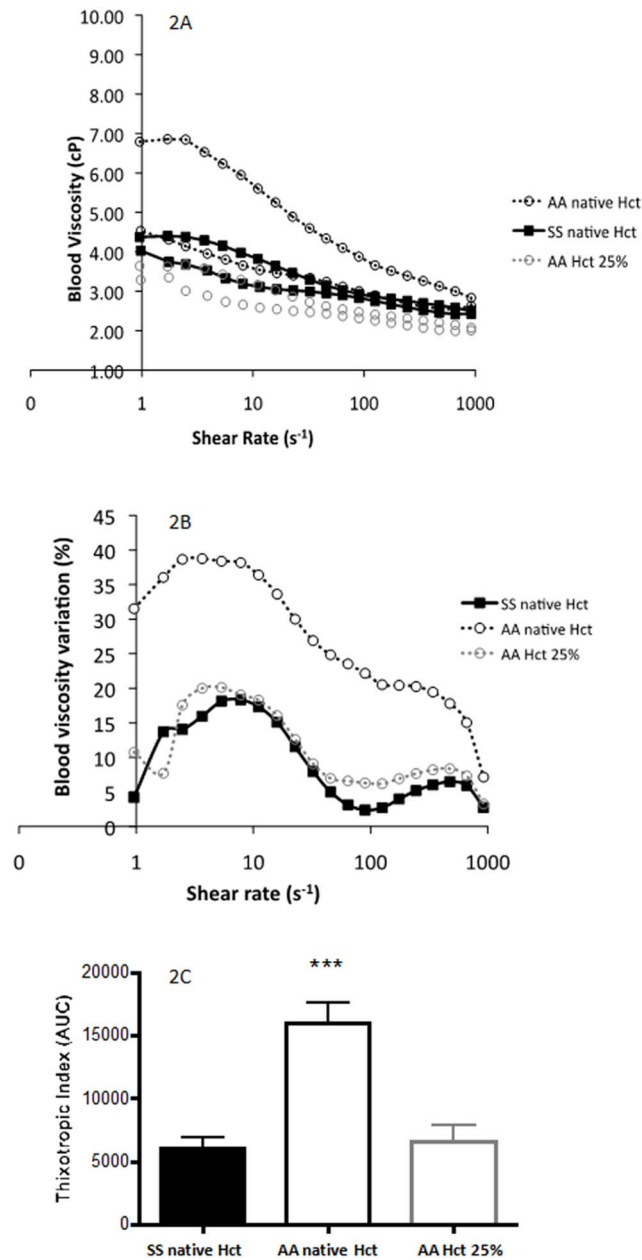 2A
10.00
9.00
8.00
7.00
6.00
5.00
4.00
3.00
2.00
1.00
Blood Viscosity (cP)
0 1 10 100 1000
Shear Rate (s-1)
AA native Hct
SS native Hct
AA Hct 25%
2B
45
40
35
30
25
20
15
10
5
0
Blood viscosity variation (%)
0 1 10 100 1000
Shear rate (s-1)
SS native Hct
AA native Hct
AA Hct 25%
2C
***
20000
15000
10000
5000
0
Thixotropic Index (AUC)
SS native Hct AA native Hct AA Hct 25%